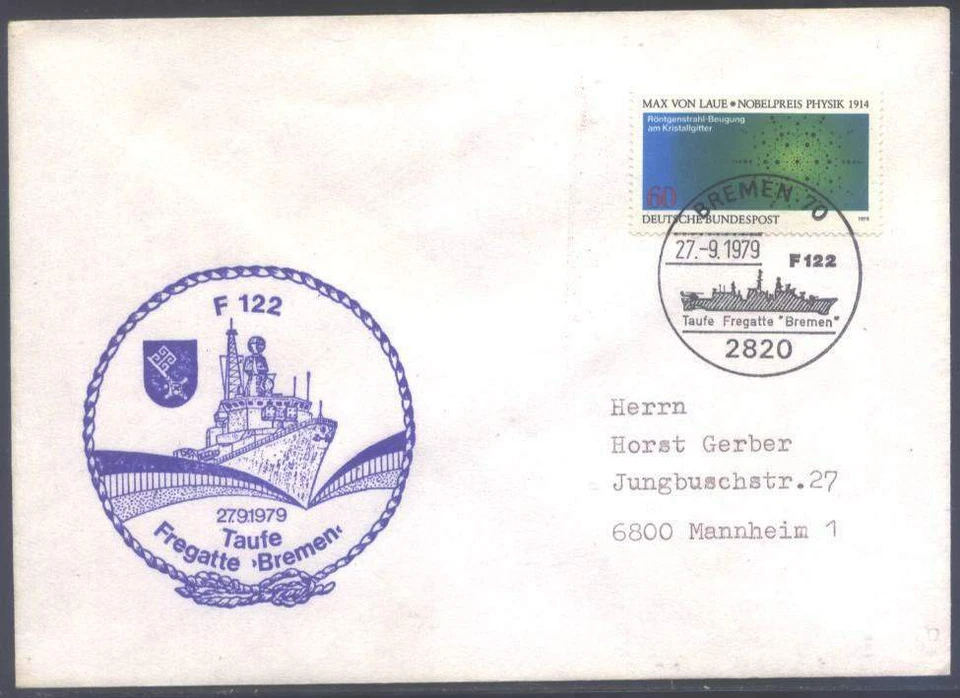 MAX VON LAUE • NOBELPREIS PHYSIK 1914
Röntgenstrahl-Beugung
am Kristallgitter
60
DEUTSCHE BUNDESPOST
1979
BREMEN 70
27.-9.1979
F 122
Taufe Fregatte "Bremen"
2820
F 122
27.9.1979
Taufe
Fregatte ›Bremen‹
Herrn
Horst Gerber
Jungbuschstr.27
6800 Mannheim 1